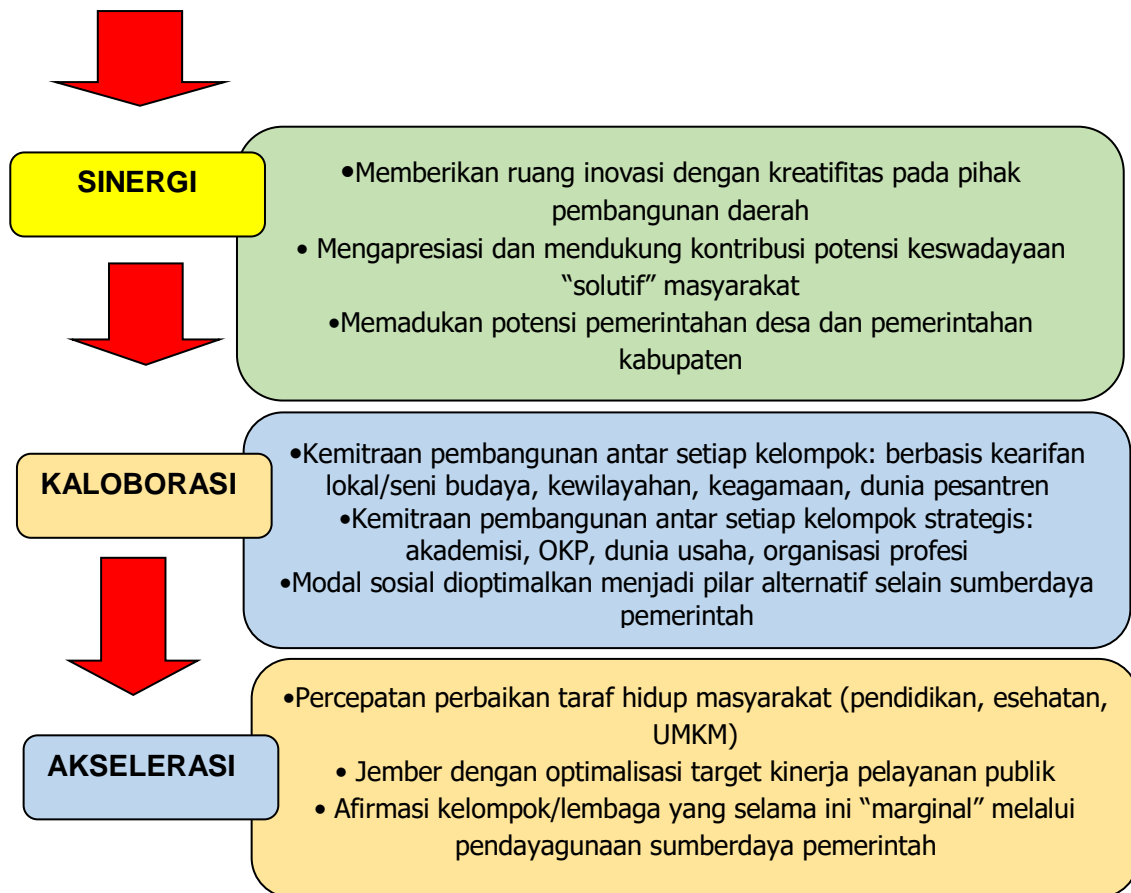 SINERGI
•Memberikan ruang inovasi dengan kreatifitas pada pihak
pembangunan daerah
• Mengapresiasi dan mendukung kontribusi potensi keswadayaan
“solutif” masyarakat
•Memadukan potensi pemerintahan desa dan pemerintahan
kabupaten
KALOBORASI
•Kemitraan pembangunan antar setiap kelompok: berbasis kearifan
lokal/seni budaya, kewilayahan, keagamaan, dunia pesantren
•Kemitraan pembangunan antar setiap kelompok strategis:
akademisi, OKP, dunia usaha, organisasi profesi
•Modal sosial dioptimalkan menjadi pilar alternatif selain sumberdaya
pemerintah
AKSELERASI
•Percepatan perbaikan taraf hidup masyarakat (pendidikan, esehatan,
UMKM)
• Jember dengan optimalisasi target kinerja pelayanan publik
• Afirmasi kelompok/lembaga yang selama ini “marginal” melalui
pendayagunaan sumberdaya pemerintah